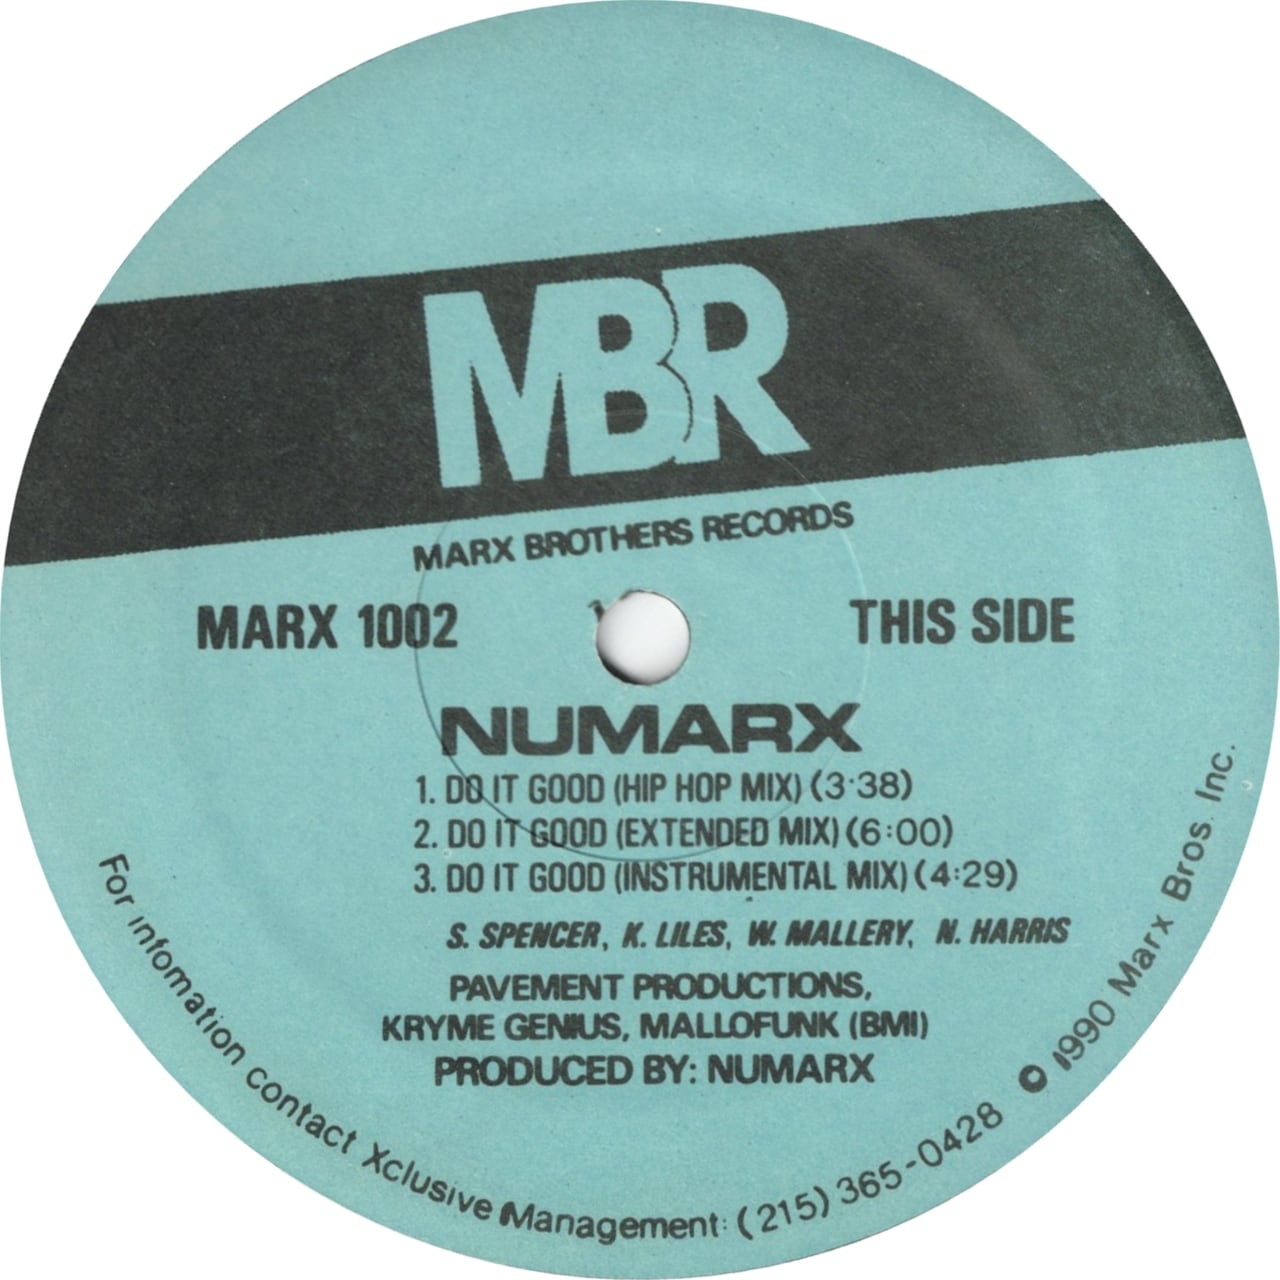 MBR
MARX BROTHERS RECORDS
MARX 1002
THIS SIDE
NUMARX
1. DO IT GOOD (HIP HOP MIX) (3:38)
2. DO IT GOOD (EXTENDED MIX) (6:00)
3. DO IT GOOD (INSTRUMENTAL MIX) (4:29)
S. SPENCER, K. LILES, W. MALLERY, N. HARRIS
PAVEMENT PRODUCTIONS,
KRYME GENIUS, MALLOFUNK (BMI)
PRODUCED BY: NUMARX
For infomation contact Xclusive Management: (215) 365-0428 © 1990 Marx Bros. Inc.